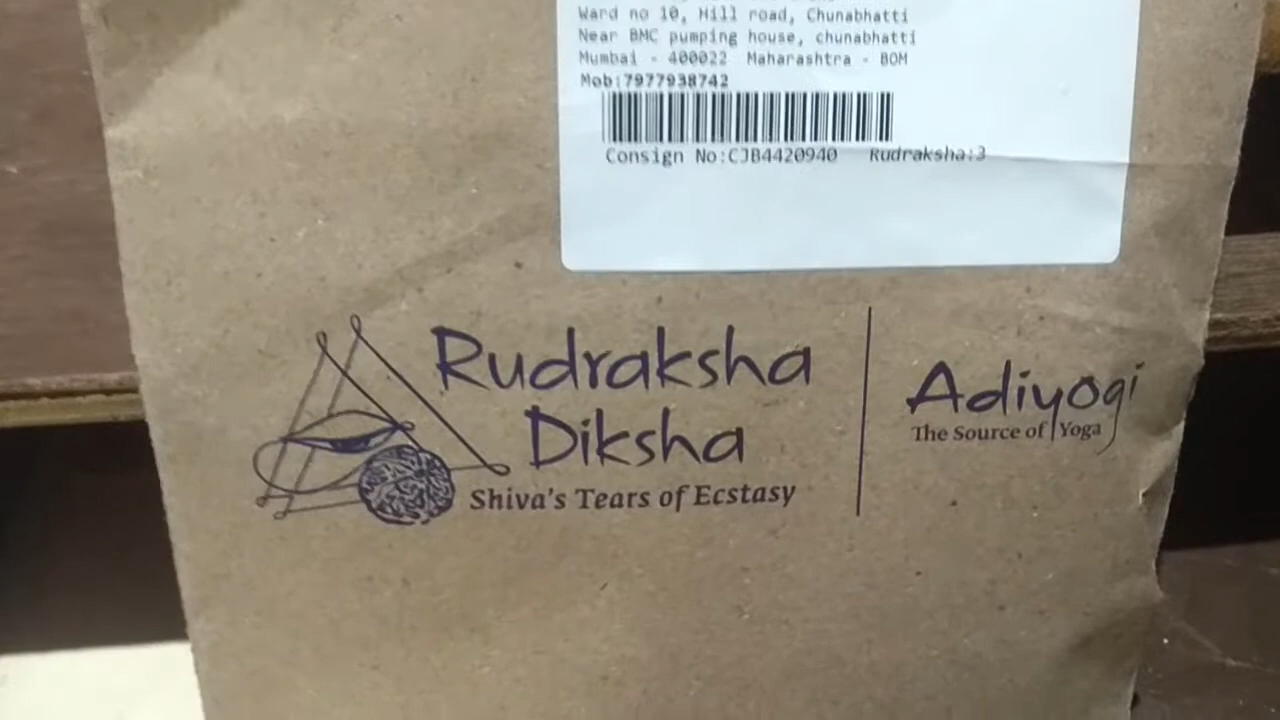 Ward no 10, Hill road, Chunabhatti
Near BMC pumping house, chunabhatti
Mumbai - 400022 Maharashtra - BOM
Mob:7977938742
Consign No:CJB4420940 Rudraksha:3
Rudraksha
Diksha
Shiva's Tears of Ecstasy
Adiyogi
The Source of Yoga